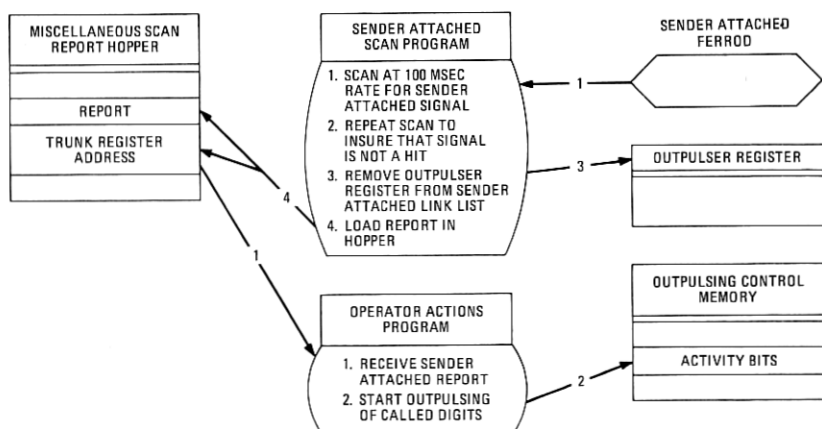 MISCELLANEOUS SCAN
REPORT HOPPER
REPORT
TRUNK REGISTER
ADDRESS
SENDER ATTACHED
SCAN PROGRAM
1. SCAN AT 100 MSEC
RATE FOR SENDER
ATTACHED SIGNAL
2. REPEAT SCAN TO
INSURE THAT SIGNAL
IS NOT A HIT
3. REMOVE OUTPULSER
REGISTER FROM SENDER
ATTACHED LINK LIST
4. LOAD REPORT IN
HOPPER
SENDER ATTACHED
FERROD
1
OUTPULSER REGISTER
3
4
1
OPERATOR ACTIONS
PROGRAM
1. RECEIVE SENDER
ATTACHED REPORT
2. START OUTPULSING
OF CALLED DIGITS
2
OUTPULSING CONTROL
MEMORY
ACTIVITY BITS